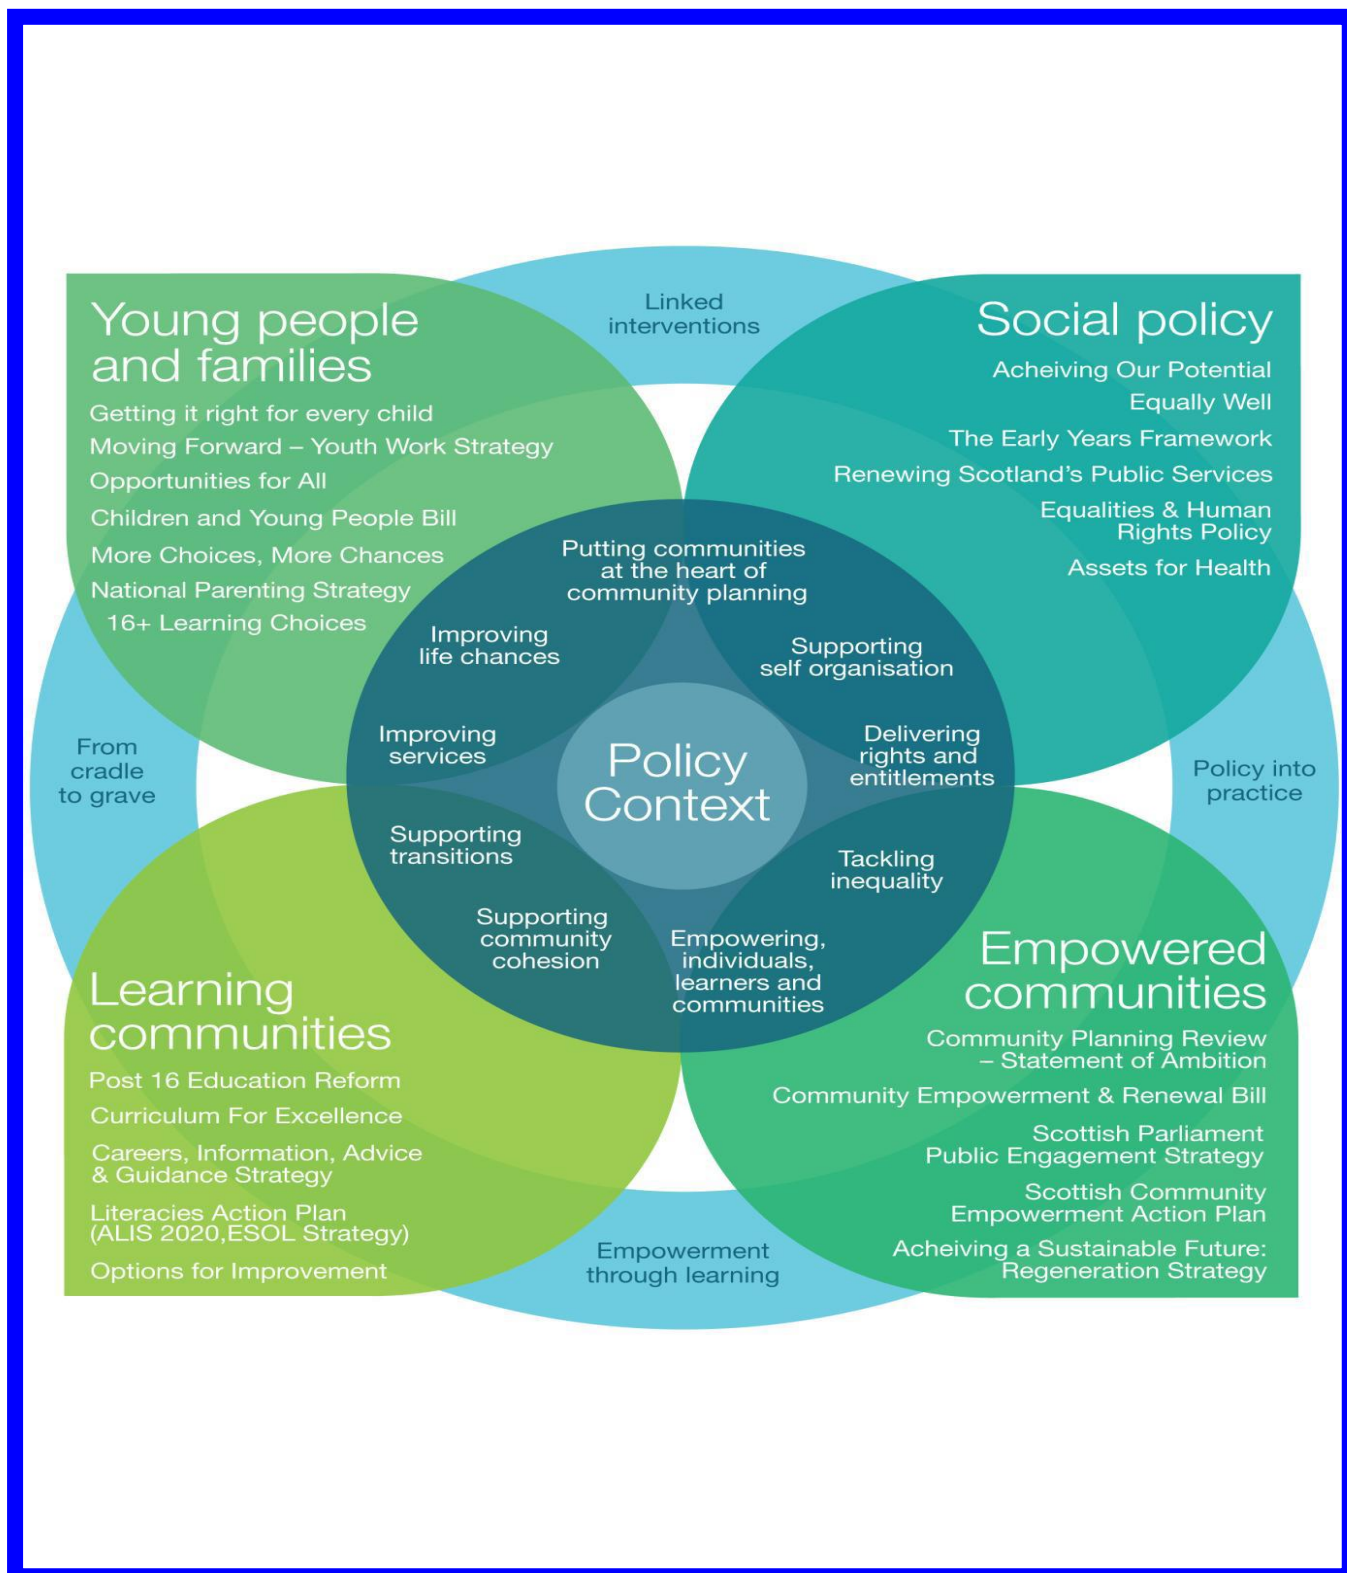 Linked
interventions
Young people
and families
Getting it right for every child
Moving Forward – Youth Work Strategy
Opportunities for All
Children and Young People Bill
More Choices, More Chances
National Parenting Strategy
16+ Learning Choices
Social policy
Acheiving Our Potential
Equally Well
The Early Years Framework
Renewing Scotland's Public Services
Equalities & Human
Rights Policy
Assets for Health
Putting communities
at the heart of
community planning
Improving
life chances
Supporting
self organisation
Improving
services
Delivering
rights and
entitlements
Policy
Context
From
cradle
to grave
Policy into
practice
Supporting
transitions
Tackling
inequality
Supporting
community
cohesion
Empowering,
individuals,
learners and
communities
Learning
communities
Post 16 Education Reform
Curriculum For Excellence
Careers, Information, Advice
& Guidance Strategy
Literacies Action Plan
(ALIS 2020,ESOL Strategy)
Options for Improvement
Empowered
communities
Community Planning Review
– Statement of Ambition
Community Empowerment & Renewal Bill
Scottish Parliament
Public Engagement Strategy
Scottish Community
Empowerment Action Plan
Acheiving a Sustainable Future:
Regeneration Strategy
Empowerment
through learning